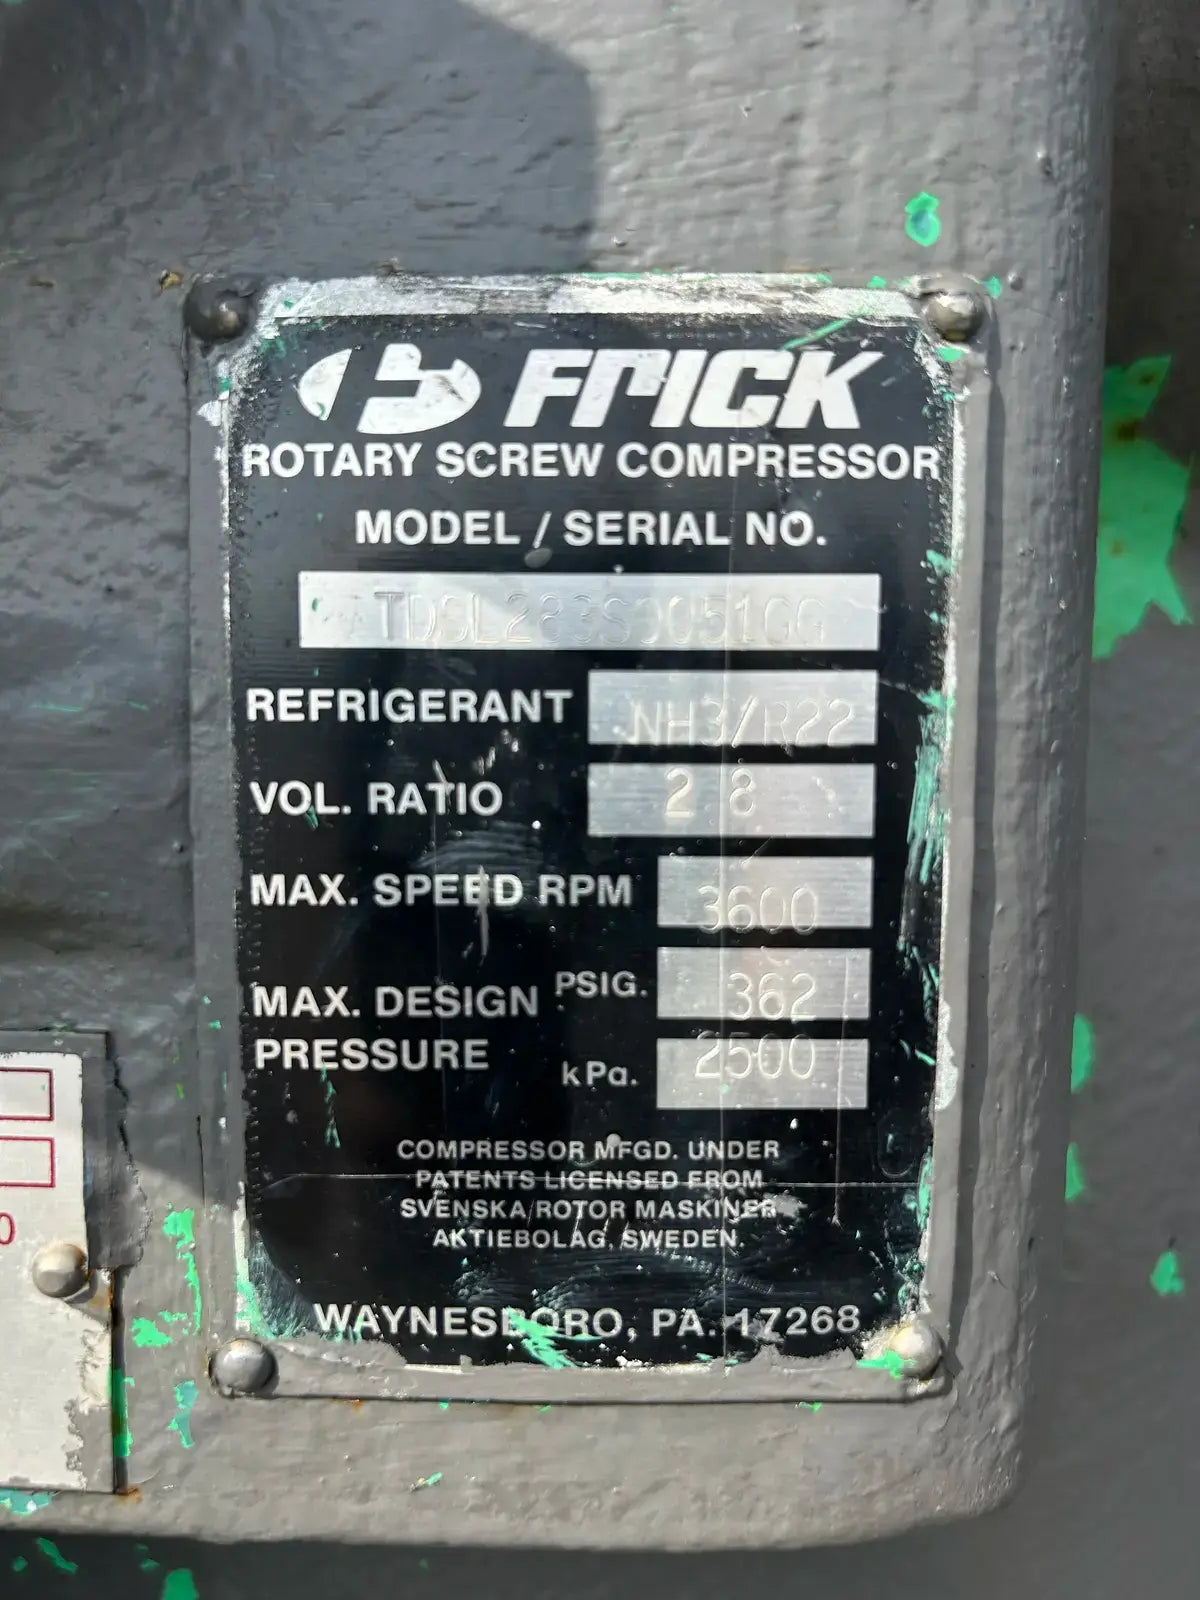 FRICK
ROTARY SCREW COMPRESSOR
MODEL / SERIAL NO.
REFRIGERANT NH3/R22
VOL. RATIO 2 8
MAX. SPEED RPM 3600
MAX. DESIGN PRESSURE
PSIG. 362
kPa. 2500
COMPRESSOR MFGD. UNDER
PATENTS LICENSED FROM
SVENSKA ROTOR MASKINER
AKTIEBOLAG, SWEDEN.
WAYNESBORO, PA. 17268
0